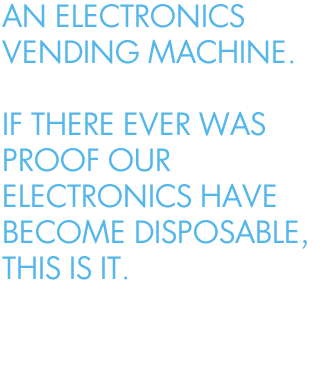 AN ELECTRONICS
VENDING MACHINE.
IF THERE EVER WAS
PROOF OUR
ELECTRONICS HAVE
BECOME DISPOSABLE,
THIS IS IT.